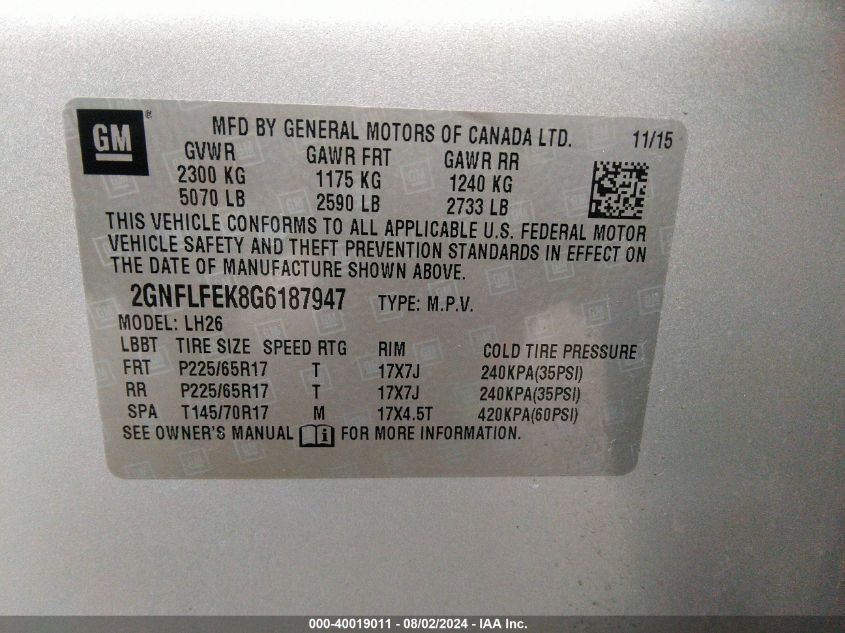 GM ®
MFD BY GENERAL MOTORS OF CANADA LTD. 11/15
GVWR GAWR FRT GAWR RR
2300 KG 1175 KG 1240 KG
5070 LB 2590 LB 2733 LB
THIS VEHICLE CONFORMS TO ALL APPLICABLE U.S. FEDERAL MOTOR
VEHICLE SAFETY AND THEFT PREVENTION STANDARDS IN EFFECT ON
THE DATE OF MANUFACTURE SHOWN ABOVE.
2GNFLFEK8G6187947 TYPE: M.P.V.
MODEL: LH26
LBBT TIRE SIZE SPEED RTG RIM COLD TIRE PRESSURE
FRT P225/65R17 T 17X7J 240KPA(35PSI)
RR P225/65R17 T 17X7J 240KPA(35PSI)
SPA T145/70R17 M 17X4.5T 420KPA(60PSI)
SEE OWNER'S MANUAL FOR MORE INFORMATION.
000-40019011 - 08/02/2024 - IAA Inc.